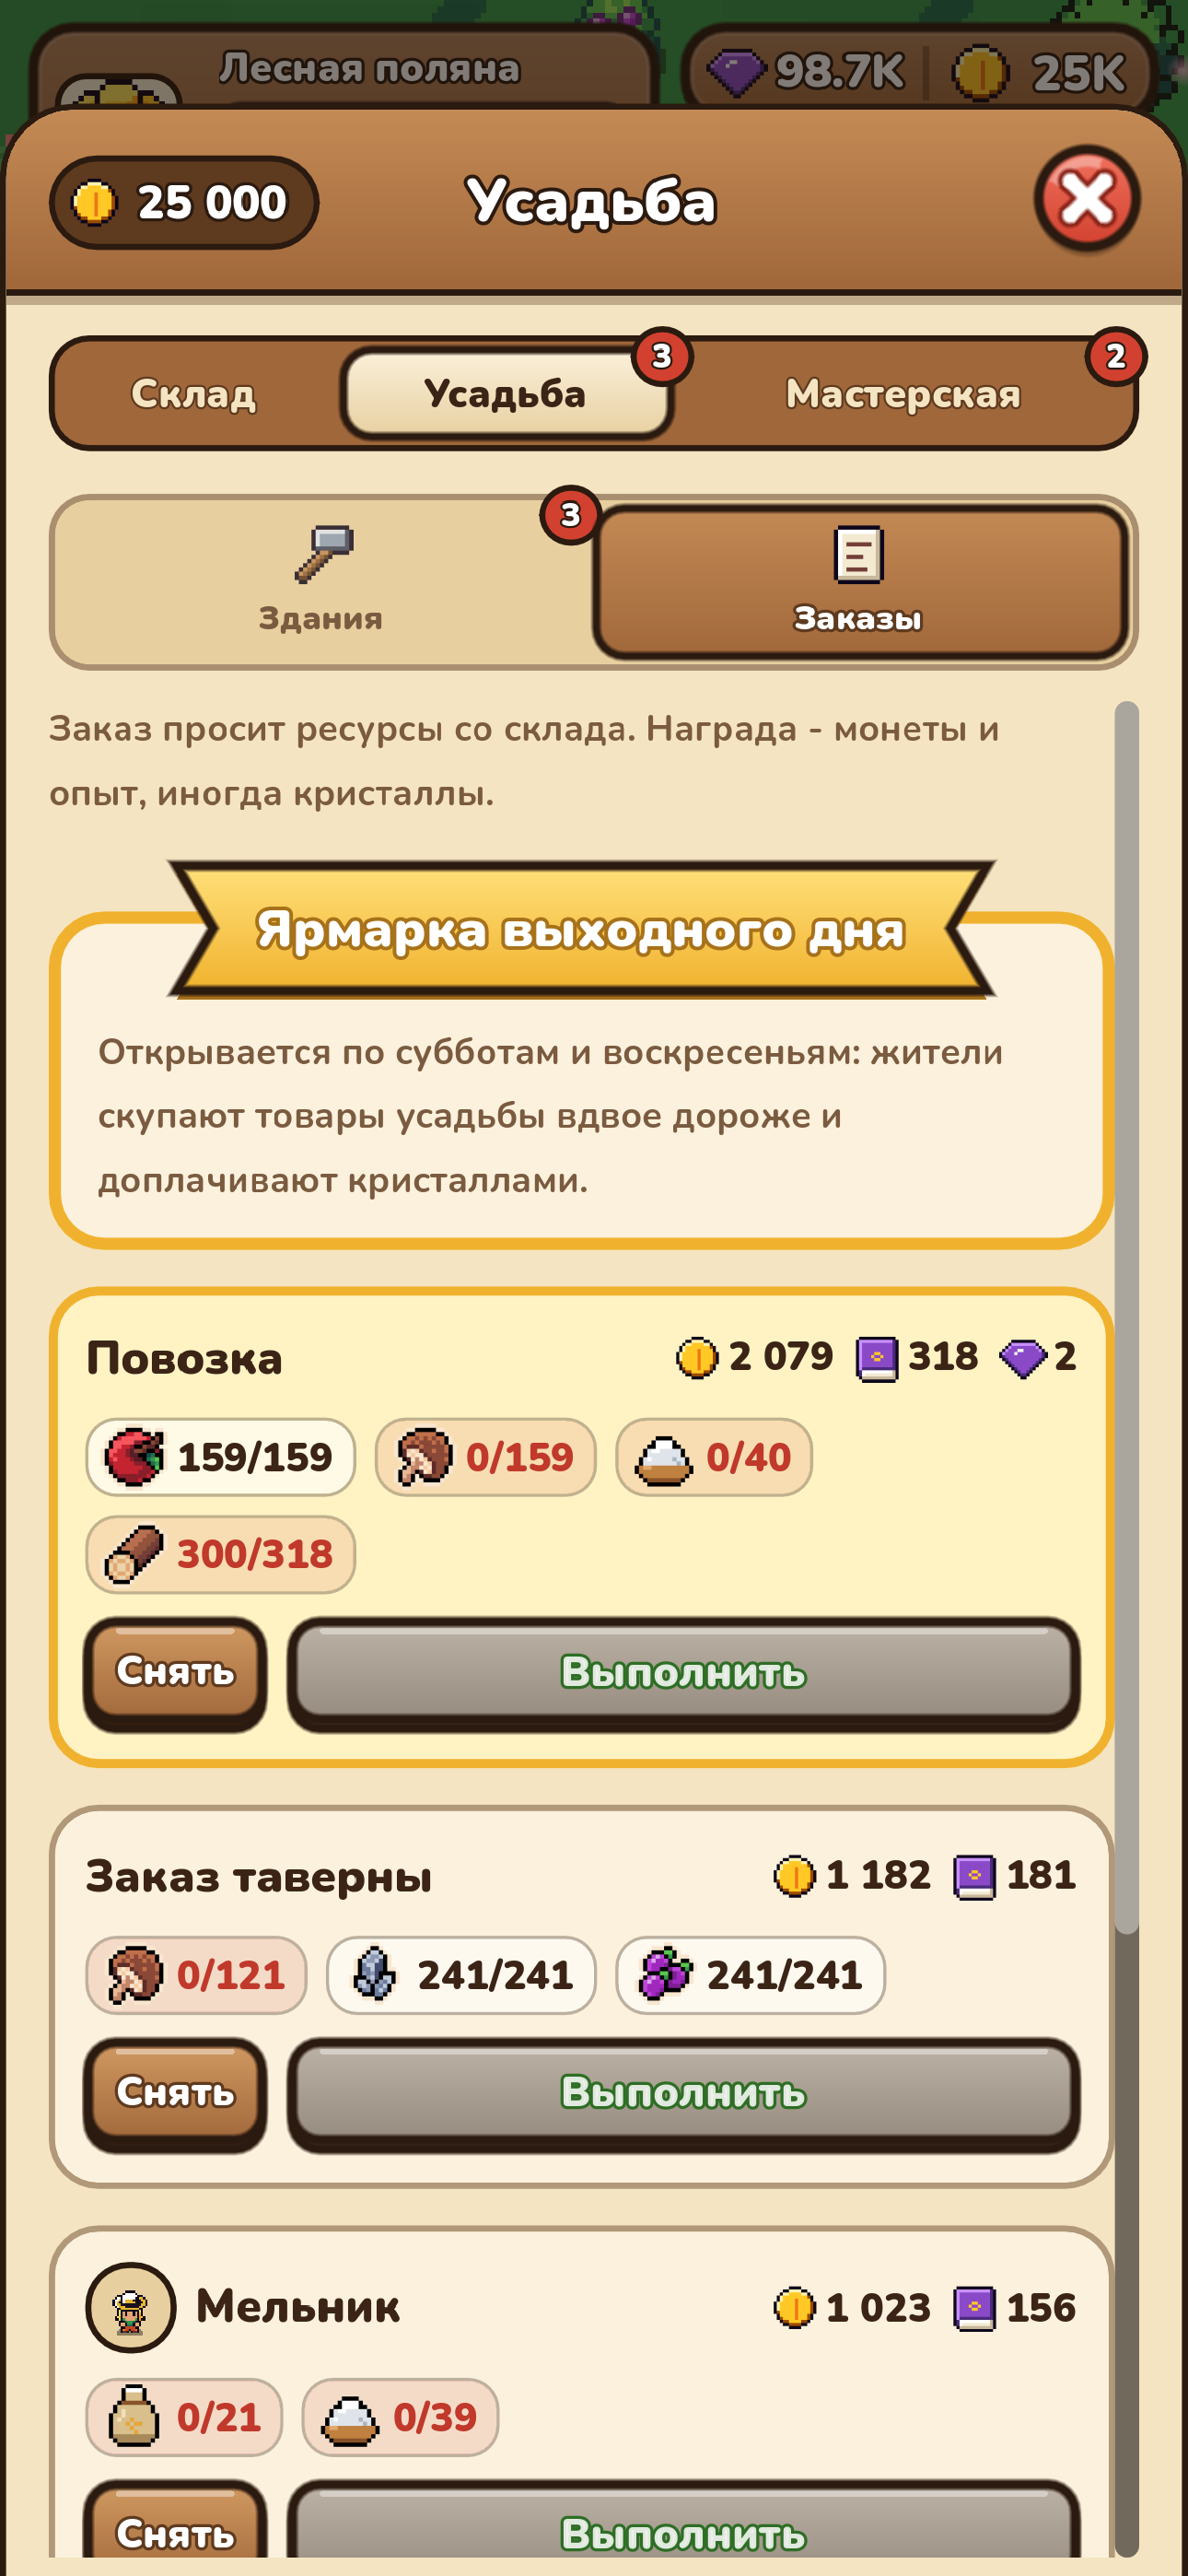 Лесная поляна
98.7K
25K
25 000
Усадьба
Склад
Усадьба
3
Мастерская
2
Здания
3
Заказы
Заказ просит ресурсы со склада. Награда - монеты и
опыт, иногда кристаллы.
Ярмарка выходного дня
Открывается по субботам и воскресеньям: жители
скупают товары усадьбы вдвое дороже и
доплачивают кристаллами.
Повозка
2 079
318
2
159/159
0/159
0/40
300/318
Снять
Выполнить
Заказ таверны
1 182
181
0/121
241/241
241/241
Снять
Выполнить
Мельник
1 023
156
0/21
0/39
Снять
Выполнить